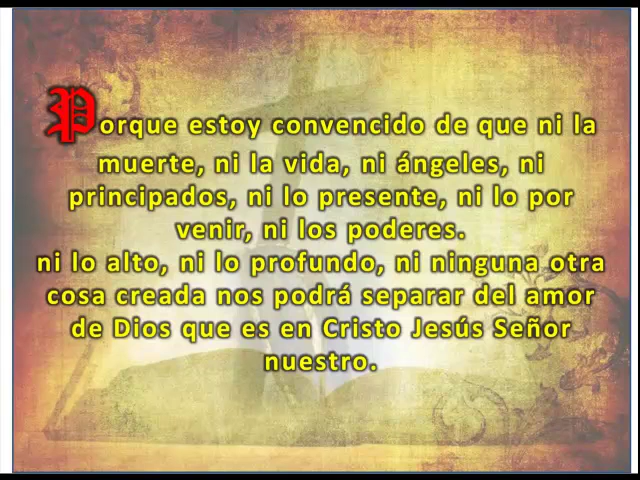 Porque estoy convencido de que ni la
muerte, ni la vida, ni ángeles, ni
principados, ni lo presente, ni lo por
venir, ni los poderes.
ni lo alto, ni lo profundo, ni ninguna otra
cosa creada nos podrá separar del amor
de Dios que es en Cristo Jesús Señor
nuestro.